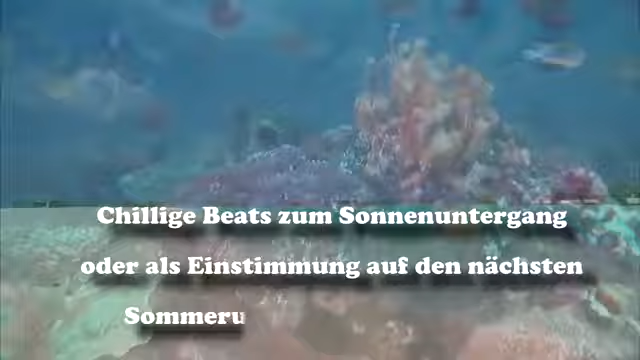 Chillige Beats zum Sonnenuntergang
oder als Einstimmung auf den nächsten
Sommeru